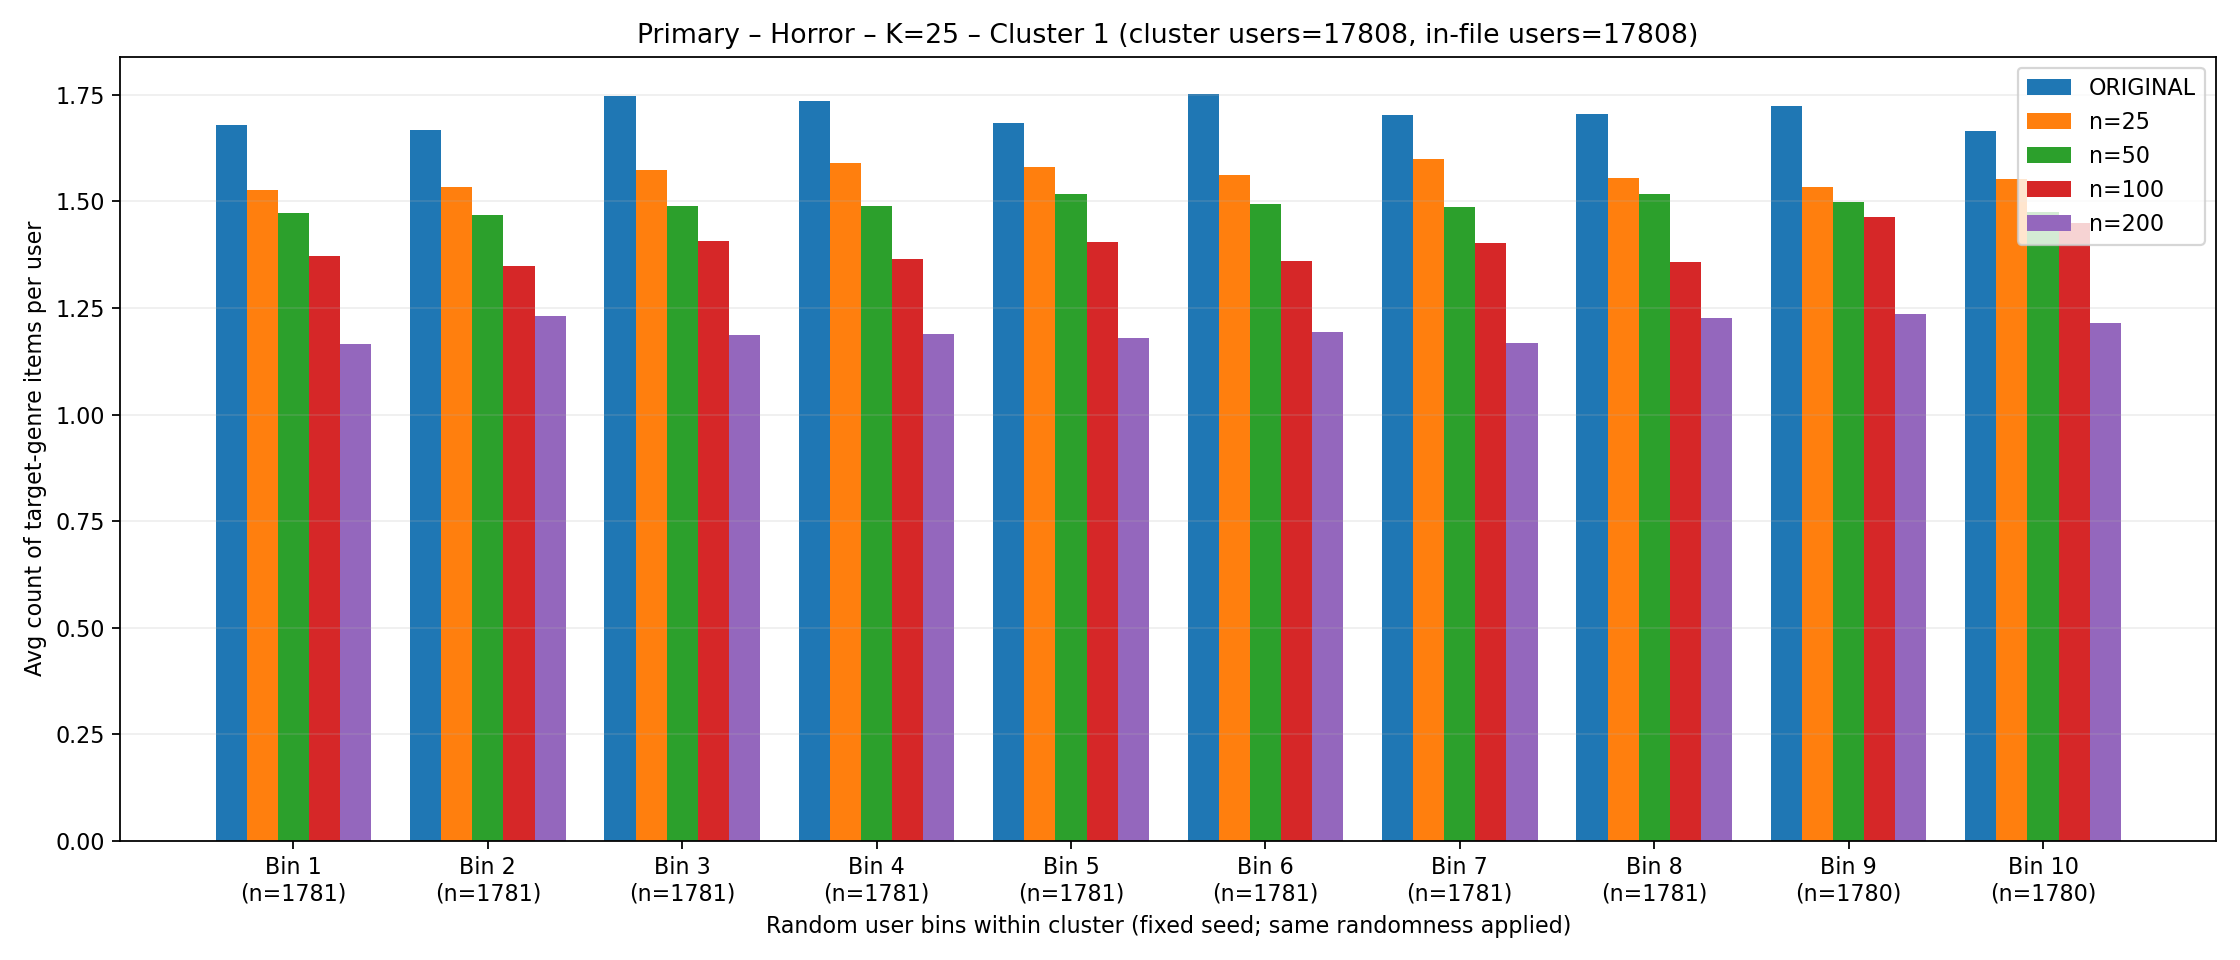 Primary – Horror – K=25 – Cluster 1 (cluster users=17808, in-file users=17808)
ORIGINAL
n=25
n=50
n=100
n=200
Avg count of target-genre items per user
1.75
1.50
1.25
1.00
0.75
0.50
0.25
0.00
Bin 1 Bin 2 Bin 3 Bin 4 Bin 5 Bin 6 Bin 7 Bin 8 Bin 9 Bin 10
(n=1781) (n=1781) (n=1781) (n=1781) (n=1781) (n=1781) (n=1781) (n=1781) (n=1780) (n=1780)
Random user bins within cluster (fixed seed; same randomness applied)